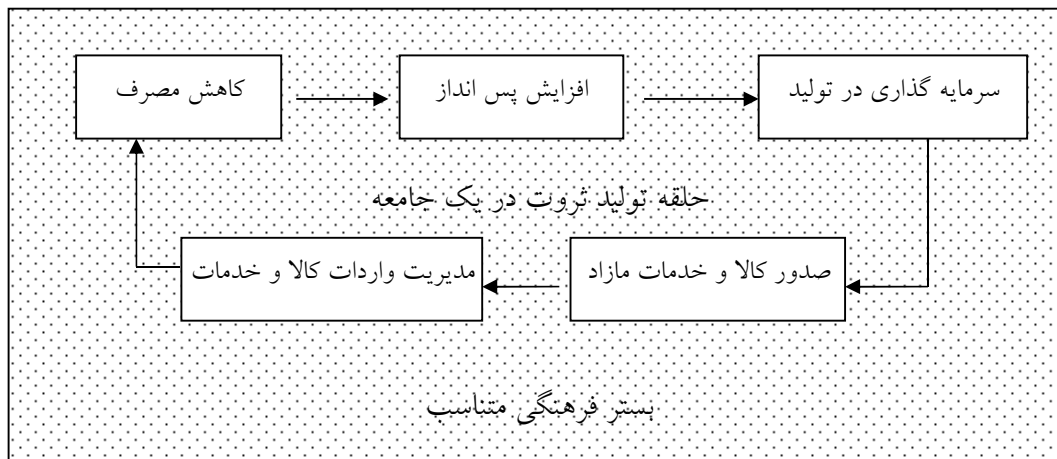 سرمایه گذاری در تولید
افزایش پس انداز
کاهش مصرف
حلقه تولید ثروت در یک جامعه
صدور کالا و خدمات مازاد
مدیریت واردات کالا و خدمات
بستر فرهنگی متناسب